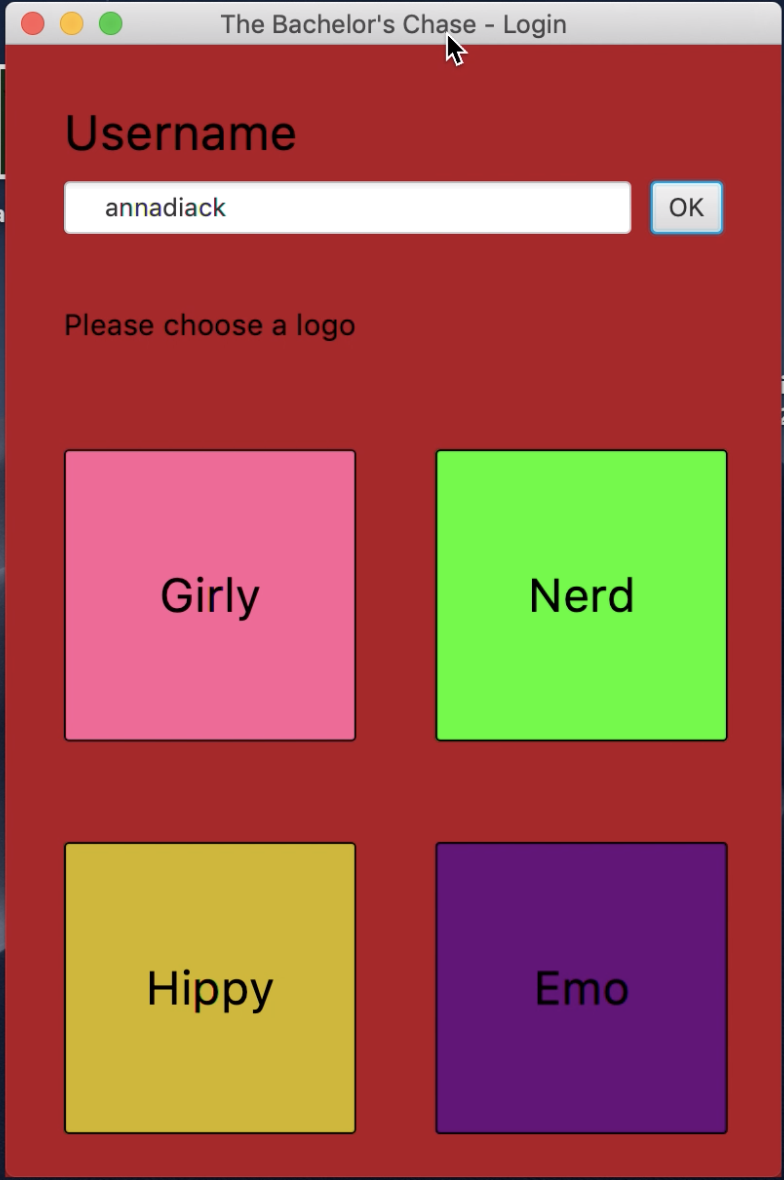 The Bachelor's Chase - Login
Username
annadiack
OK
Please choose a logo
Girly
Nerd
Hippy
Emo